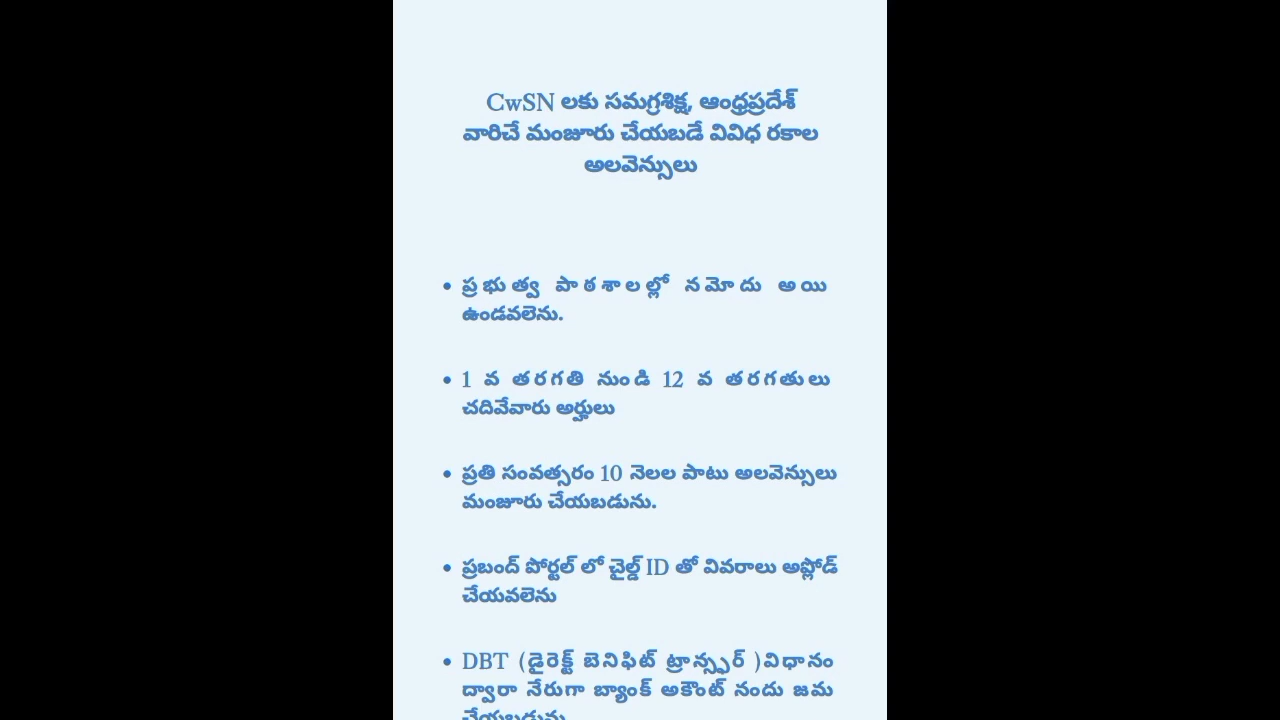 CwSN లకు సమగ్రశిక్ష, ఆంధ్రప్రదేశ్
వారిచే మంజూరు చేయబడే వివిధ రకాల
అలవెన్సులు
• ప్రభుత్వ పాఠశాలల్లో నమోదు అయి
ఉండవలెను.
• 1 వ తరగతి నుండి 12 వ తరగతులు
చదివేవారు అర్హులు
• ప్రతి సంవత్సరం 10 నెలల పాటు అలవెన్సులు
మంజూరు చేయబడును.
• ప్రబంద్ పోర్టల్ లో చైల్డ్ ID తో వివరాలు అప్లోడ్
చేయవలెను
• DBT (డైరెక్ట్ బెనిఫిట్ ట్రాన్స్ఫర్ )విధానం
ద్వారా నేరుగా బ్యాంక్ అకౌంట్ నందు జమ